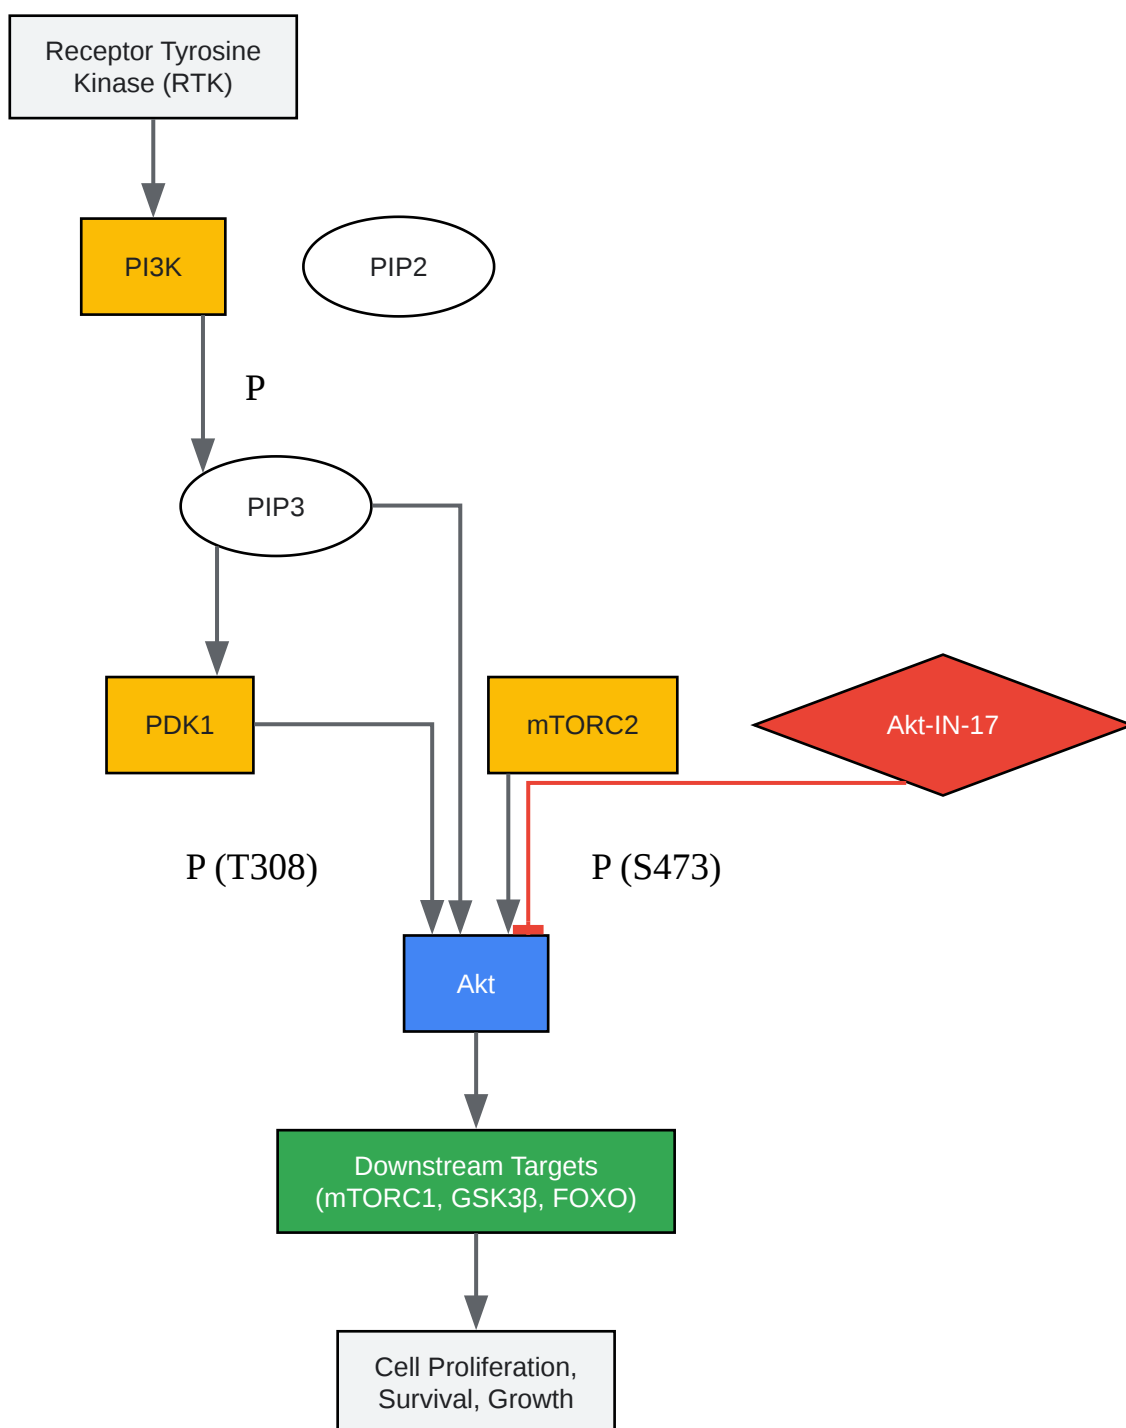 Receptor Tyrosine
Kinase (RTK)
PI3K
PIP2
P
PIP3
PDK1
mTORC2
Akt-IN-17
P (T308)
P (S473)
Akt
Downstream Targets
(mTORC1, GSK3β, FOXO)
Cell Proliferation,
Survival, Growth